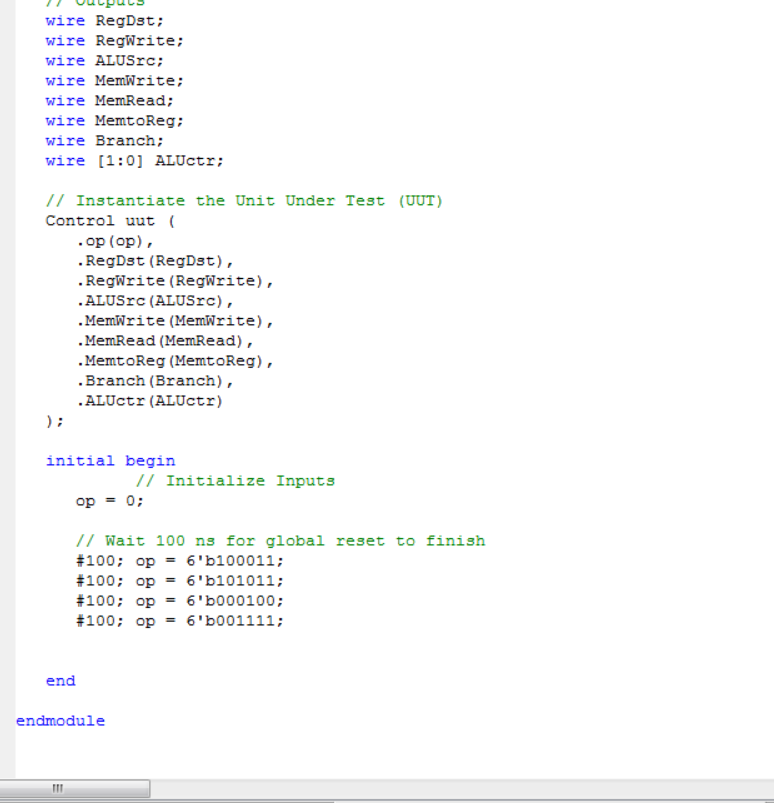 // Outputs
wire RegDst;
wire RegWrite;
wire ALUSrc;
wire MemWrite;
wire MemRead;
wire MemtoReg;
wire Branch;
wire [1:0] ALUctr;
// Instantiate the Unit Under Test (UUT)
Control uut (
.op(op),
.RegDst(RegDst),
.RegWrite(RegWrite),
.ALUSrc(ALUSrc),
.MemWrite(MemWrite),
.MemRead(MemRead),
.MemtoReg(MemtoReg),
.Branch(Branch),
.ALUctr(ALUctr)
);
initial begin
// Initialize Inputs
op = 0;
// Wait 100 ns for global reset to finish
#100; op = 6'b100011;
#100; op = 6'b101011;
#100; op = 6'b000100;
#100; op = 6'b001111;
end
endmodule